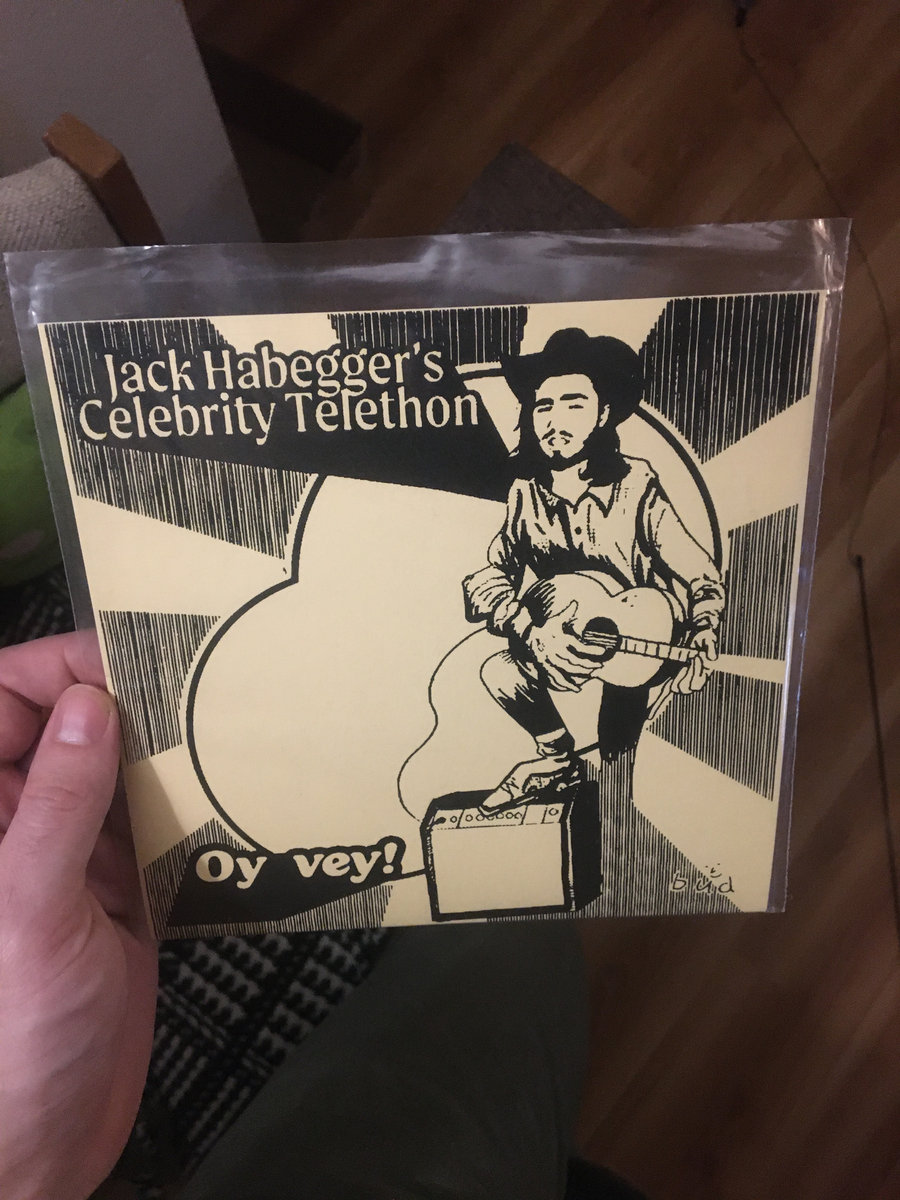 Jack Habegger's
Celebrity Telethon
Oy vey!